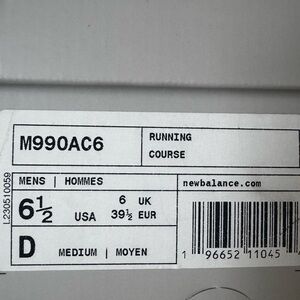 M990AC6
RUNNING
COURSE
MENS | HOMMES
newbalance.com
6½ USA
6 UK
39½ EUR
D
MEDIUM | MOYEN
1 96652 11045
L230510059